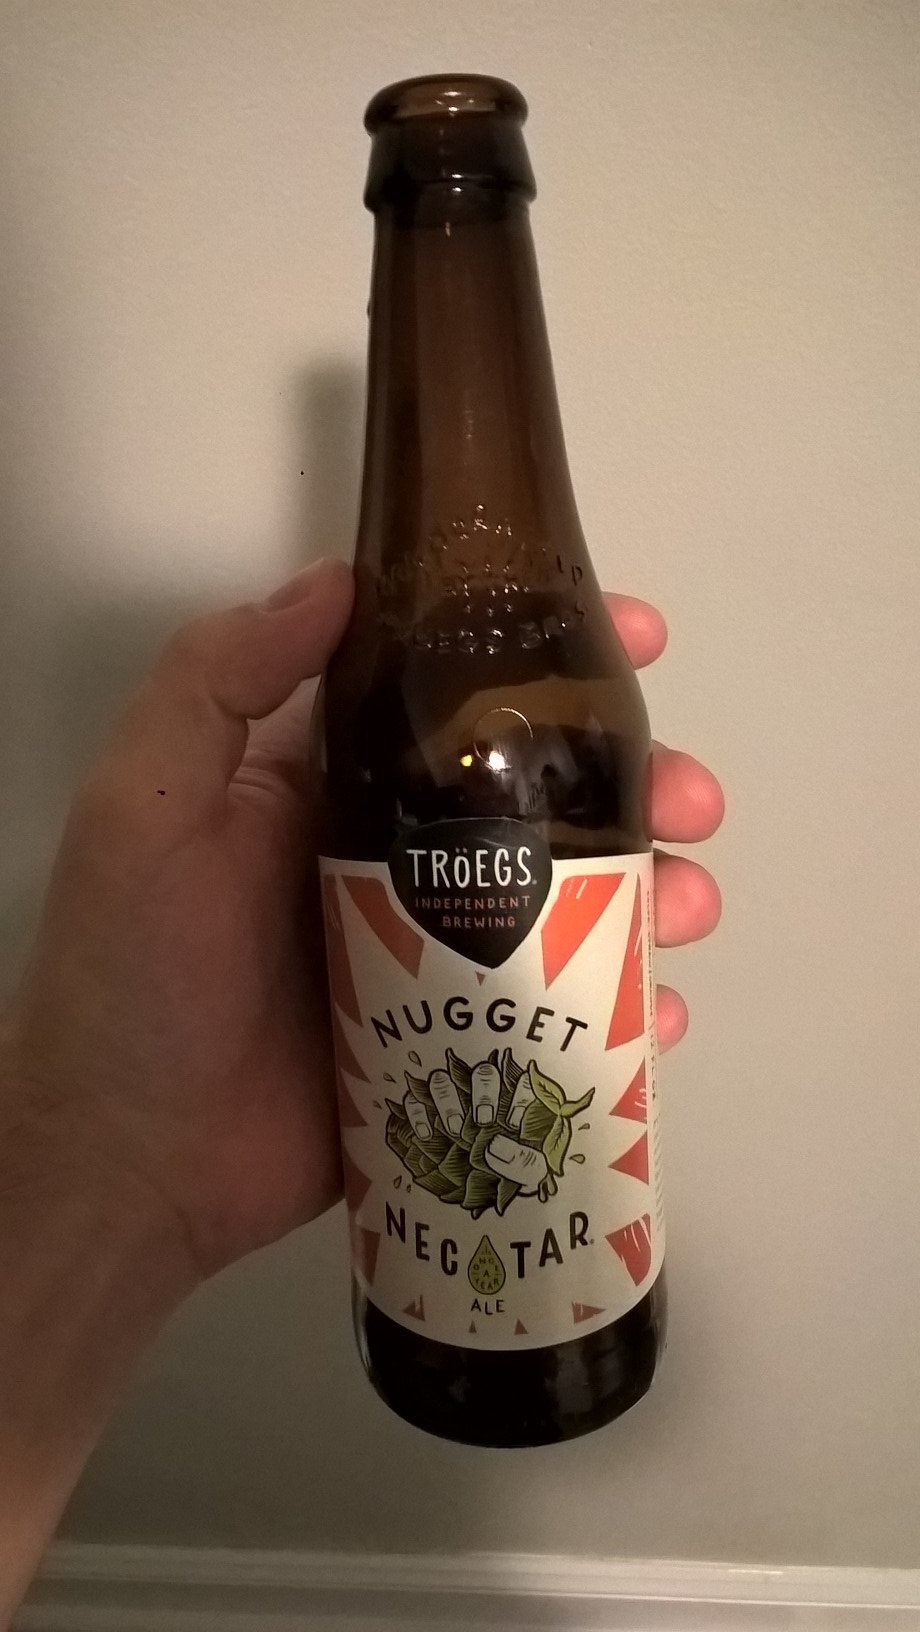 TRÖEGS
INDEPENDENT
BREWING
NUGGET
NECTAR
ONCE
A
YEAR
ALE